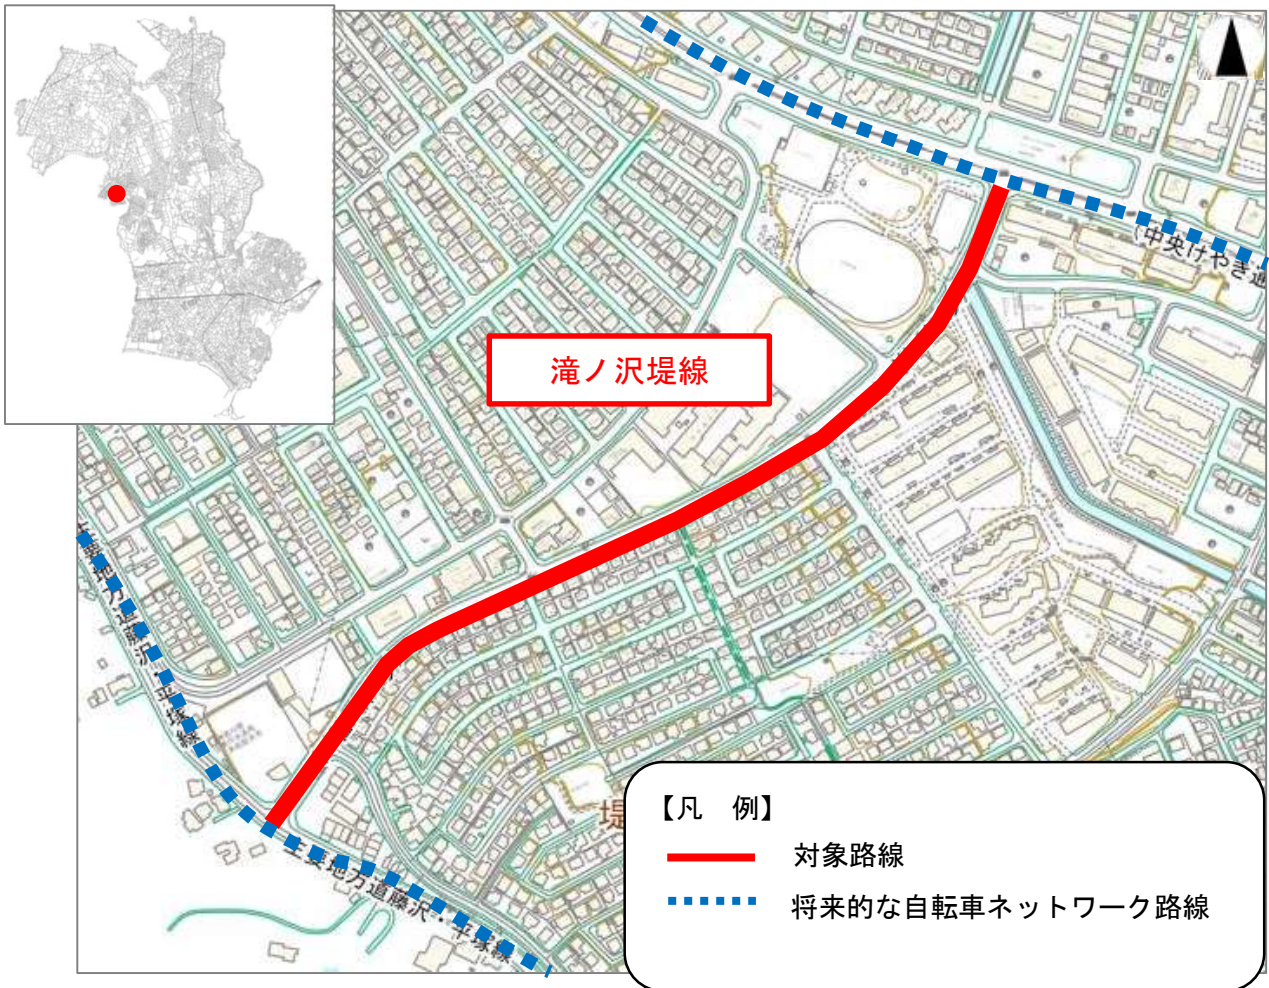 中央けやき通
滝ノ沢堤線
主要地方道藤沢・平塚線
主要地方道藤沢・平塚線
堤
【凡　例】
対象路線
将来的な自転車ネットワーク路線